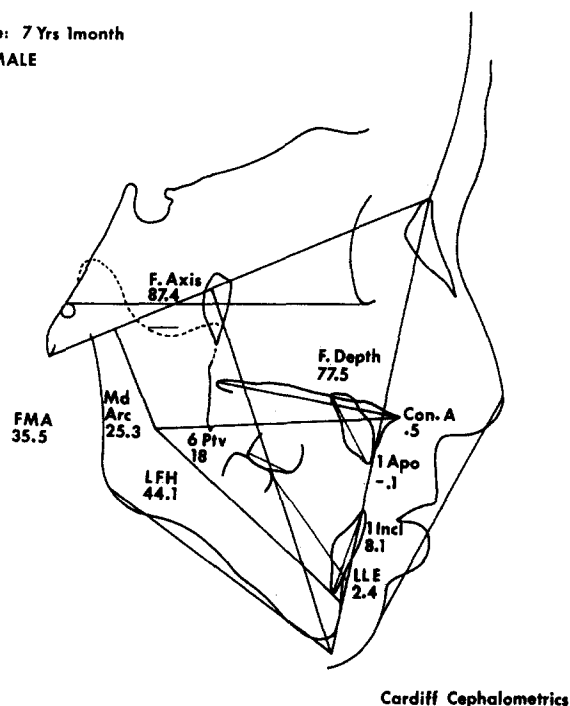 e: 7 Yrs 1month
MALE
F. Axis
87.4
F. Depth
77.5
FMA
35.5
Md
Arc
25.3
Con. A
.5
6 Ptv
18
1 Apo
-.1
LFH
44.1
1 Incl
8.1
LLE
2.4
Cardiff Cephalometrics